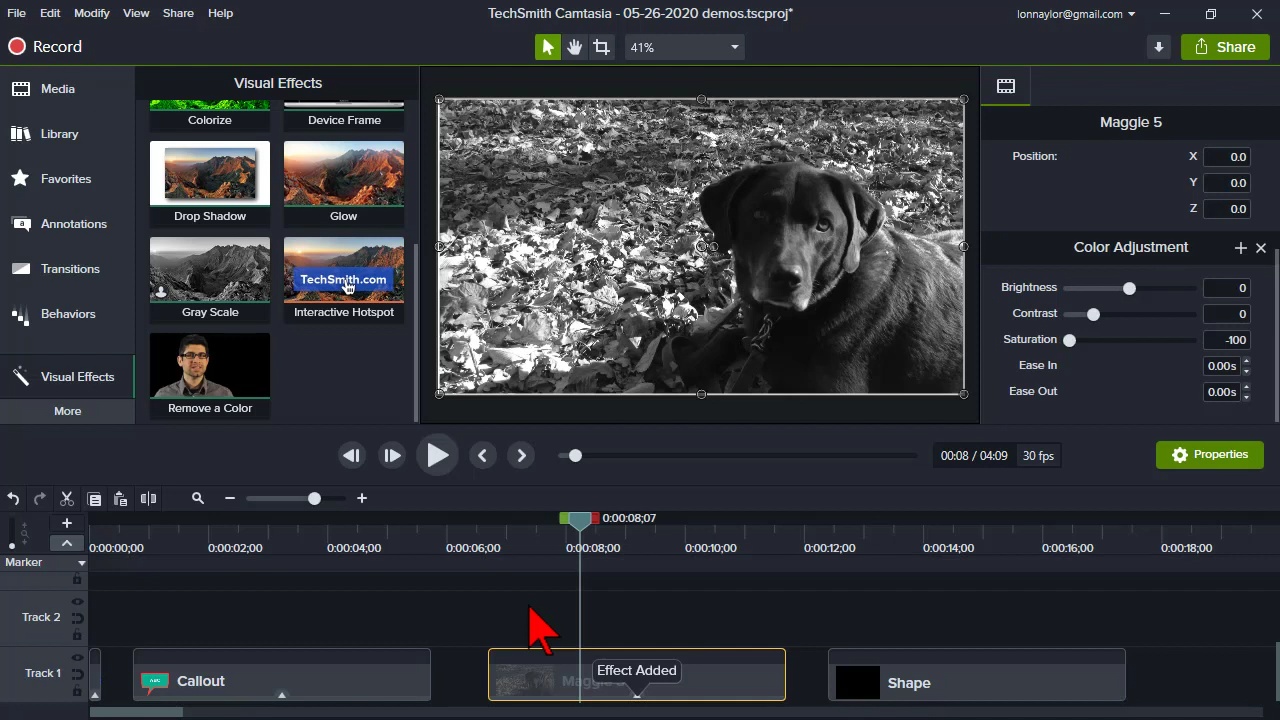 File Edit Modify View Share Help
TechSmith Camtasia - 05-26-2020 demos.tscproj*
lonnaylor@gmail.com
Record
41%
Share
Media
Library
Favorites
Annotations
Transitions
Behaviors
Visual Effects
More
Visual Effects
Colorize Device Frame
Drop Shadow Glow
TechSmith.com
Gray Scale Interactive Hotspot
Remove a Color
Maggie 5
Position: X 0.0
Y 0.0
Z 0.0
Color Adjustment
Brightness 0
Contrast 0
Saturation -100
Ease In 0.00s
Ease Out 0.00s
00:08 / 04:09 30 fps
Properties
0:00:08;07
0:00:00;00 0:00:02;00 0:00:04;00 0:00:06;00 0:00:08;00 0:00:10;00 0:00:12;00 0:00:14;00 0:00:16;00 0:00:18;00
Marker
Track 2
Track 1
Callout
Effect Added
Shape